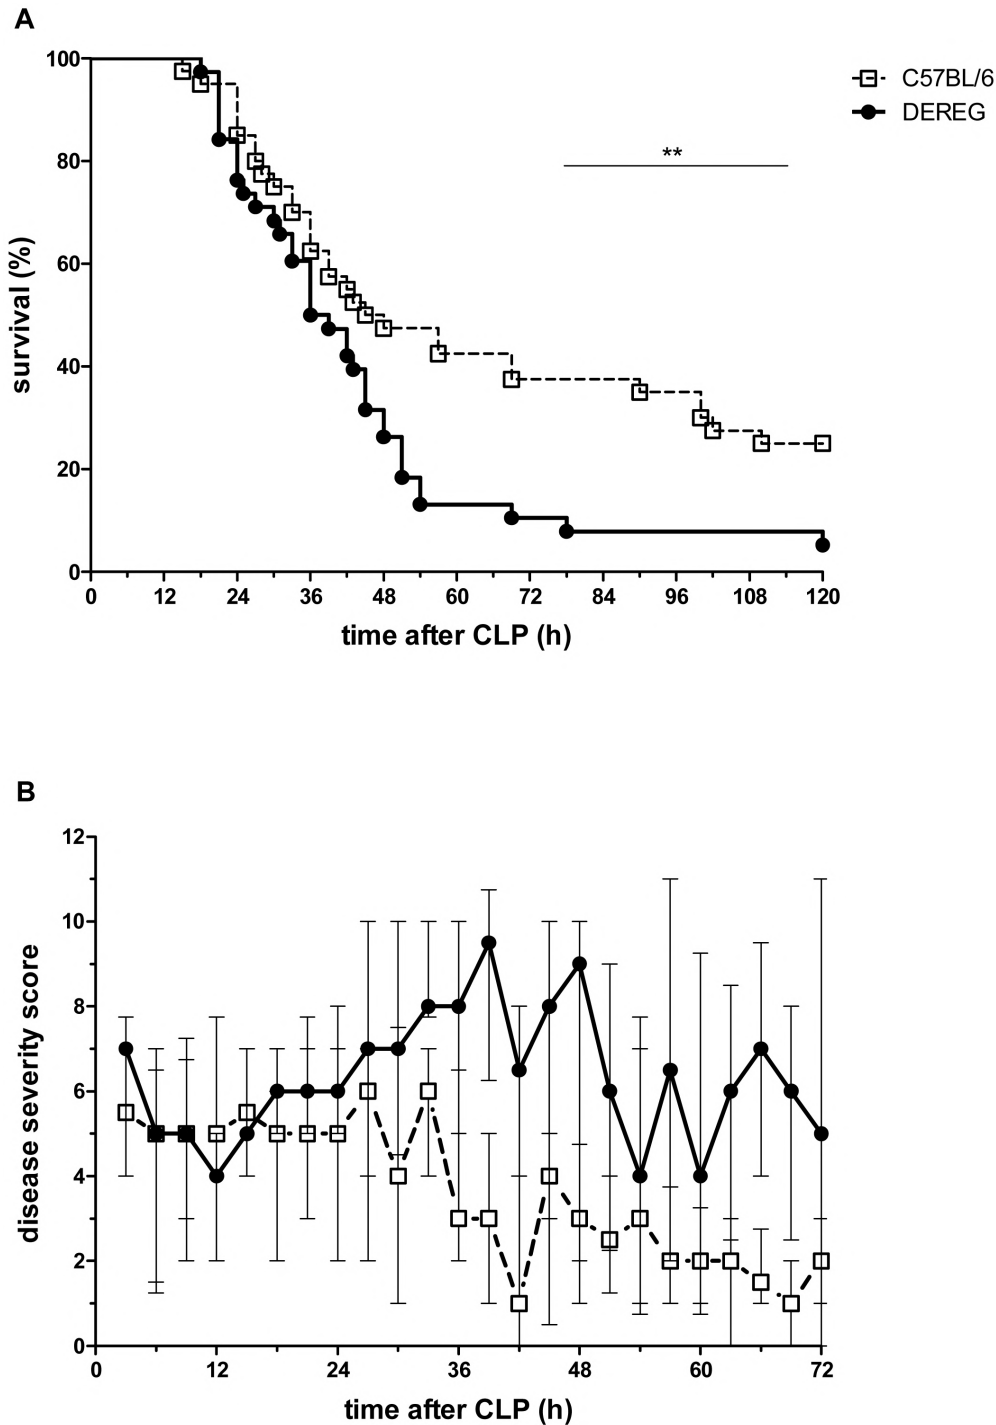 A
100
80
60
40
20
0
survival (%)
0 12 24 36 48 60 72 84 96 108 120
time after CLP (h)
C57BL/6
DEREG
**
B
12
10
8
6
4
2
0
disease severity score
0 12 24 36 48 60 72
time after CLP (h)